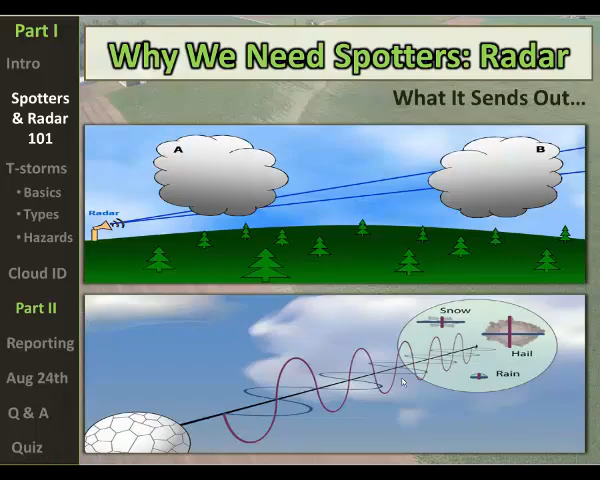 Part I
Intro
Spotters
& Radar
101
T-storms
• Basics
• Types
• Hazards
Cloud ID
Part II
Reporting
Aug 24th
Q & A
Quiz
Why We Need Spotters: Radar
What It Sends Out...
A
B
Radar
Snow
Hail
Rain